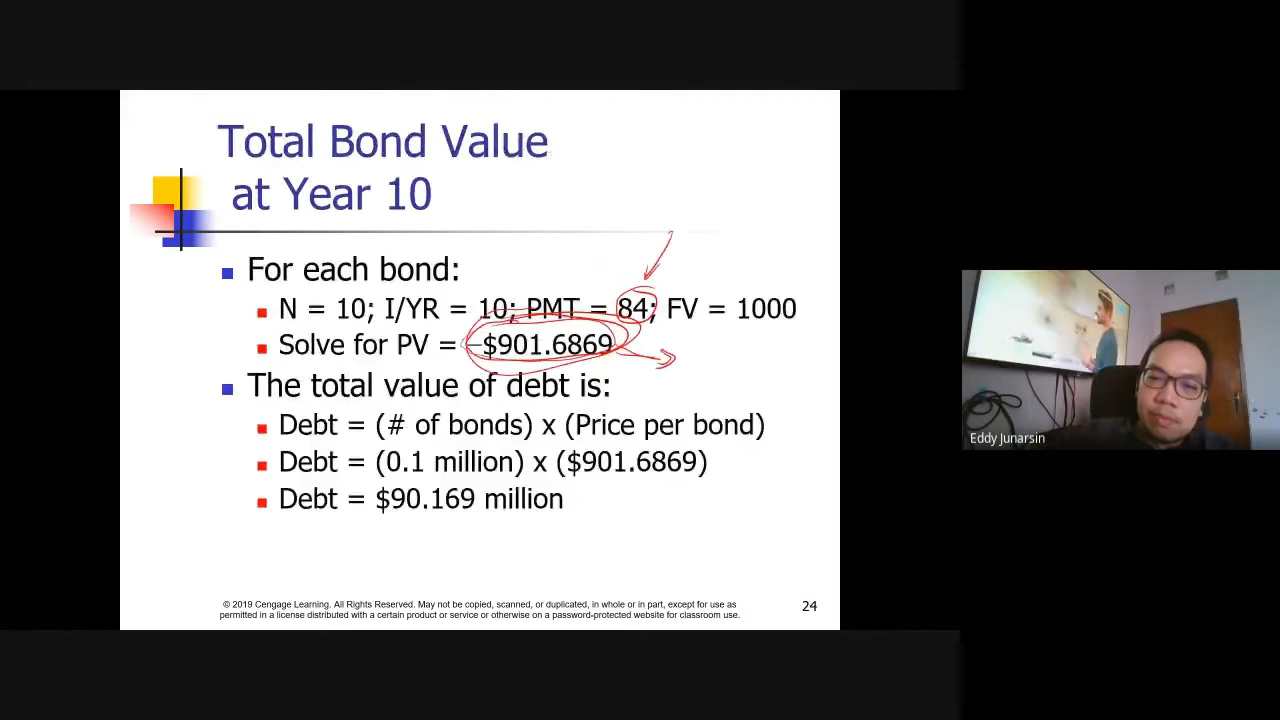 Total Bond Value
at Year 10
For each bond:
N = 10; I/YR = 10; PMT = 84; FV = 1000
Solve for PV = –$901.6869
The total value of debt is:
Debt = (# of bonds) x (Price per bond)
Debt = (0.1 million) x ($901.6869)
Debt = $90.169 million
© 2019 Cengage Learning. All Rights Reserved. May not be copied, scanned, or duplicated, in whole or in part, except for use as
permitted in a license distributed with a certain product or service or otherwise on a password-protected website for classroom use.
24
Eddy Junarsin